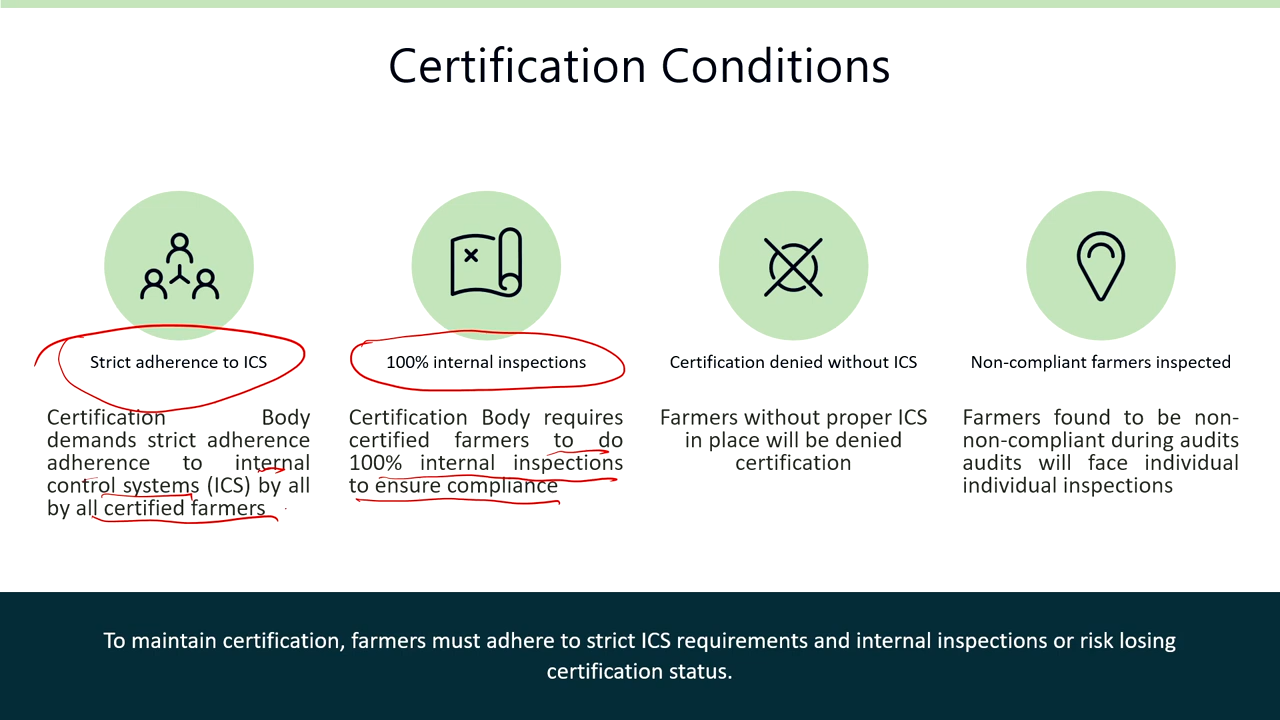 Certification Conditions
Strict adherence to ICS
Certification Body
demands strict adherence
adherence to internal
control systems (ICS) by all
by all certified farmers
100% internal inspections
Certification Body requires
certified farmers to do
100% internal inspections
to ensure compliance
Certification denied without ICS
Farmers without proper ICS
in place will be denied
certification
Non-compliant farmers inspected
Farmers found to be non-
non-compliant during audits
audits will face individual
individual inspections
To maintain certification, farmers must adhere to strict ICS requirements and internal inspections or risk losing
certification status.